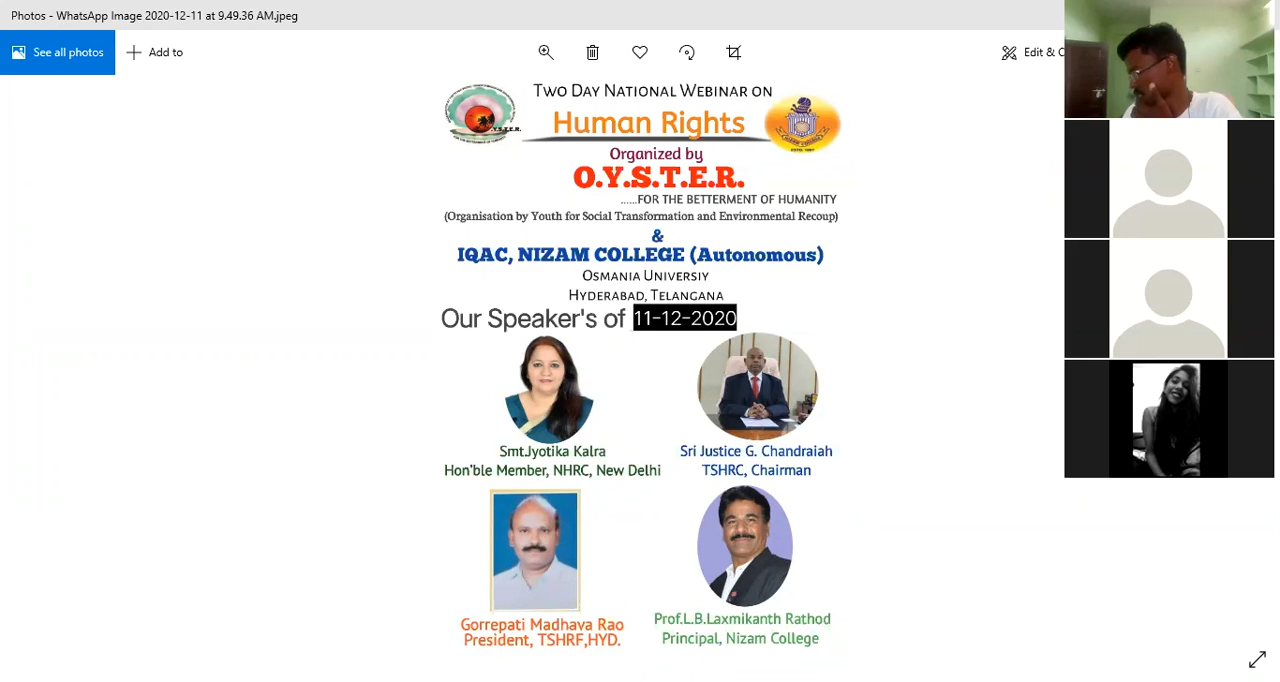 Photos - WhatsApp Image 2020-12-11 at 9.49.36 AM.jpeg
See all photos
Add to
Edit & C
TWO DAY NATIONAL WEBINAR ON
Human Rights
Organized by
O.Y.S.T.E.R.
......FOR THE BETTERMENT OF HUMANITY
(Organisation by Youth for Social Transformation and Environmental Recoup)
&
IQAC, NIZAM COLLEGE (Autonomous)
OSMANIA UNIVERSIY
HYDERABAD, TELANGANA
Our Speaker's of 11-12-2020
Smt.Jyotika Kalra
Hon'ble Member, NHRC, New Delhi
Sri Justice G. Chandraiah
TSHRC, Chairman
Gorrepati Madhava Rao
President, TSHRF,HYD.
Prof.L.B.Laxmikanth Rathod
Principal, Nizam College